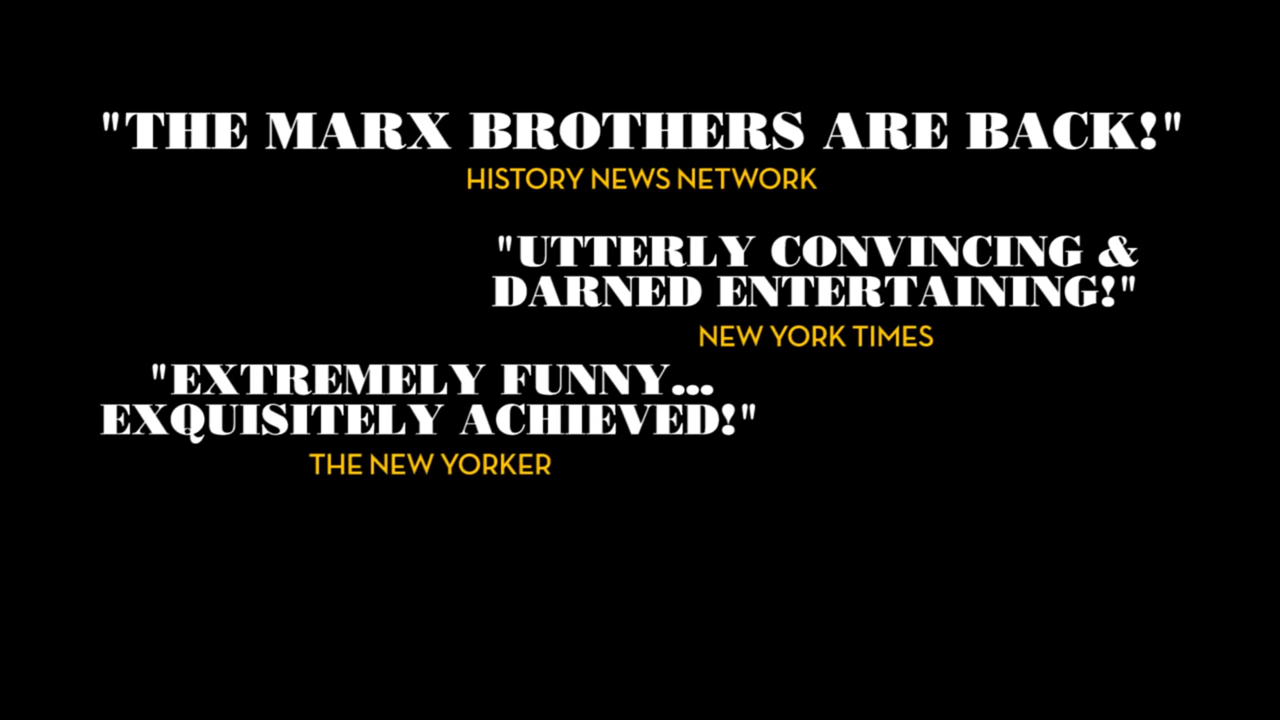 "THE MARX BROTHERS ARE BACK!"
HISTORY NEWS NETWORK
"UTTERLY CONVINCING &
DARNED ENTERTAINING!"
NEW YORK TIMES
"EXTREMELY FUNNY...
EXQUISITELY ACHIEVED!"
THE NEW YORKER